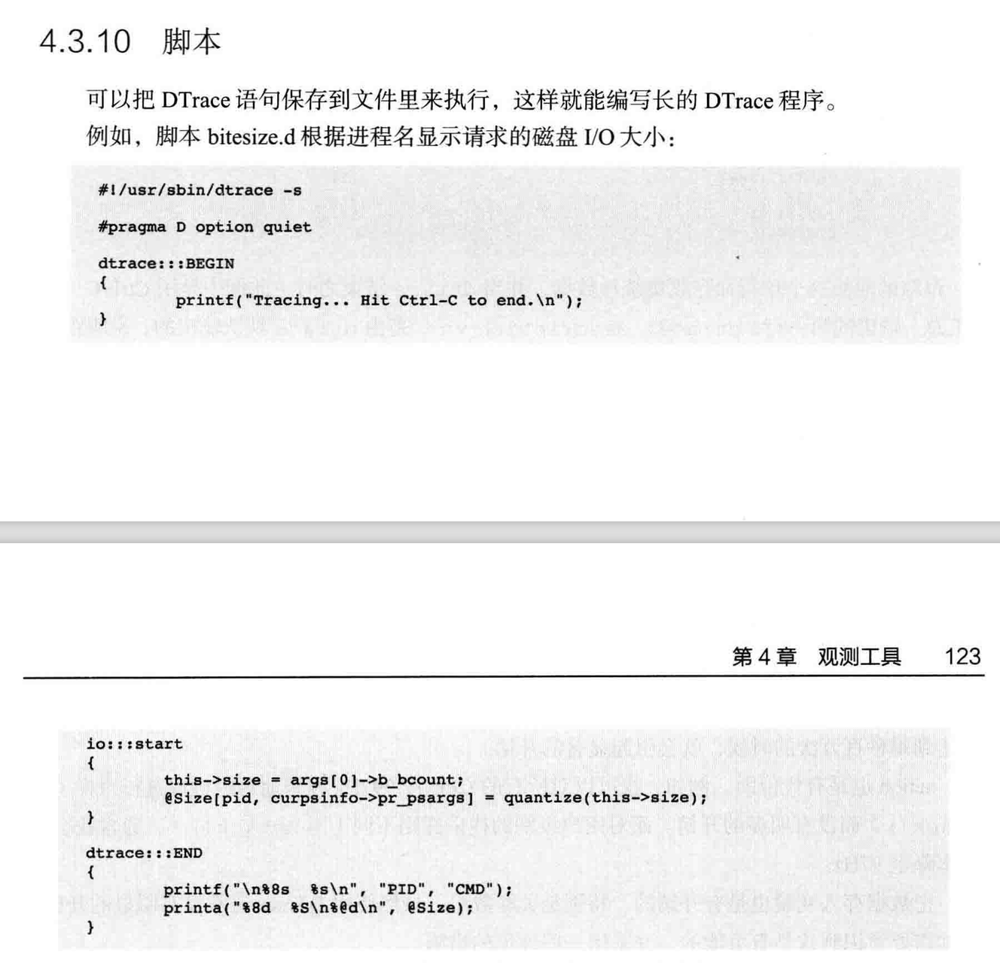 4.3.10 脚本
可以把 DTrace 语句保存到文件里来执行，这样就能编写长的 DTrace 程序。
例如，脚本 bitesize.d 根据进程名显示请求的磁盘 I/O 大小：
#!/usr/sbin/dtrace -s
#pragma D option quiet
dtrace:::BEGIN
{
printf("Tracing... Hit Ctrl-C to end.\n");
}
第 4 章 观测工具 123
io:::start
{
this->size = args[0]->b_bcount;
@Size[pid, curpsinfo->pr_psargs] = quantize(this->size);
}
dtrace:::END
{
printf("\n%8s  %s\n", "PID", "CMD");
printa("%8d  %S\n%@d\n", @Size);
}